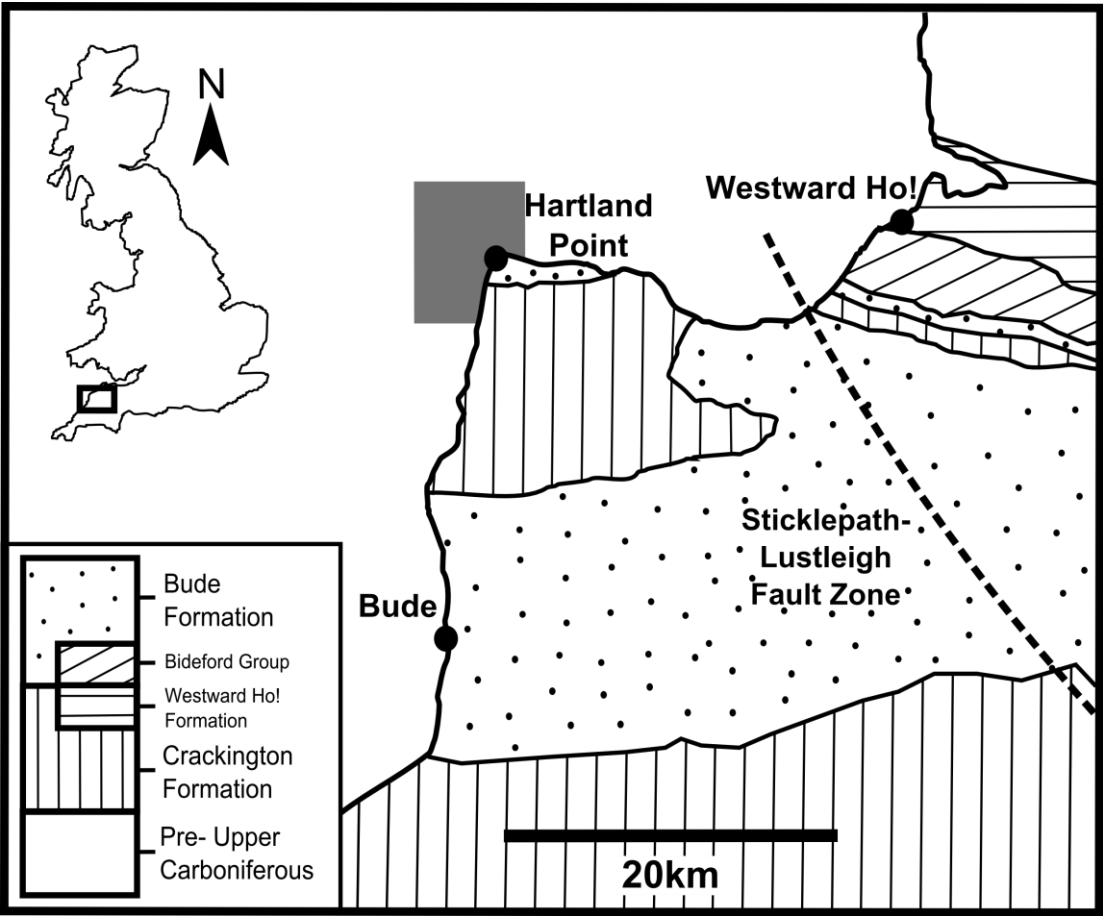 N
Hartland
Point
Westward Ho!
Sticklepath-
Lustleigh
Fault Zone
Bude
20km
Bude
Formation
Bideford Group
Westward Ho!
Formation
Crackington
Formation
Pre- Upper
Carboniferous